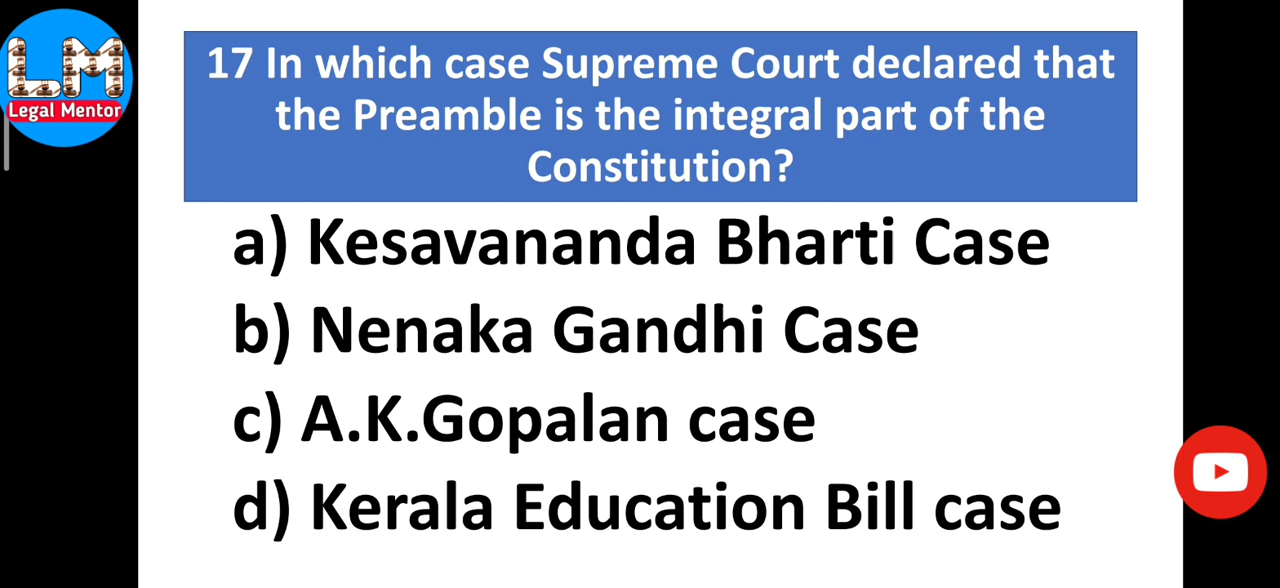 LM
Legal Mentor
17 In which case Supreme Court declared that
the Preamble is the integral part of the
Constitution?
a) Kesavananda Bharti Case
b) Nenaka Gandhi Case
c) A.K.Gopalan case
d) Kerala Education Bill case